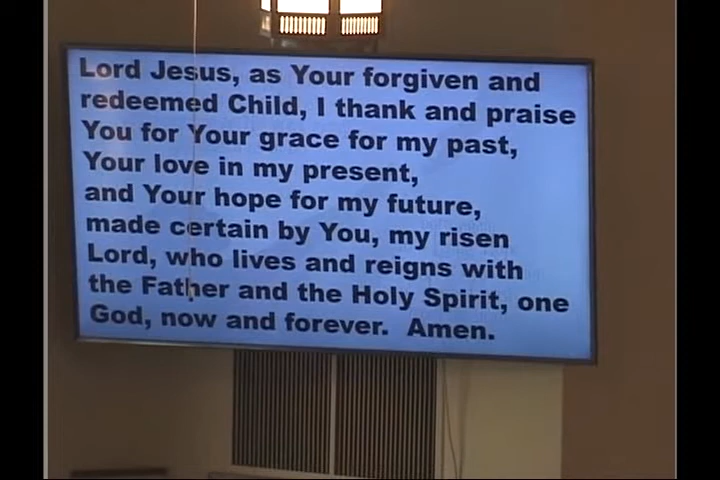 Lord Jesus, as Your forgiven and
redeemed Child, I thank and praise
You for Your grace for my past,
Your love in my present,
and Your hope for my future,
made certain by You, my risen
Lord, who lives and reigns with
the Father and the Holy Spirit, one
God, now and forever.  Amen.